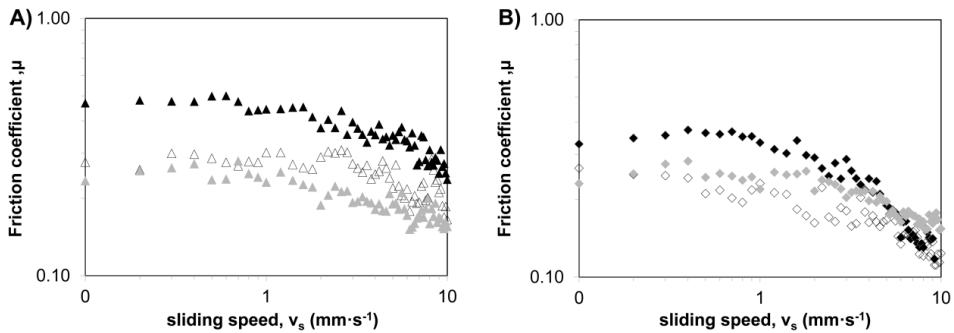 A)
1.00
0.10
Friction coefficient ,µ
0 1 10
sliding speed, vs (mm·s-1)
B)
1.00
0.10
Friction coefficient ,µ
0 1 10
sliding speed, vs (mm·s-1)